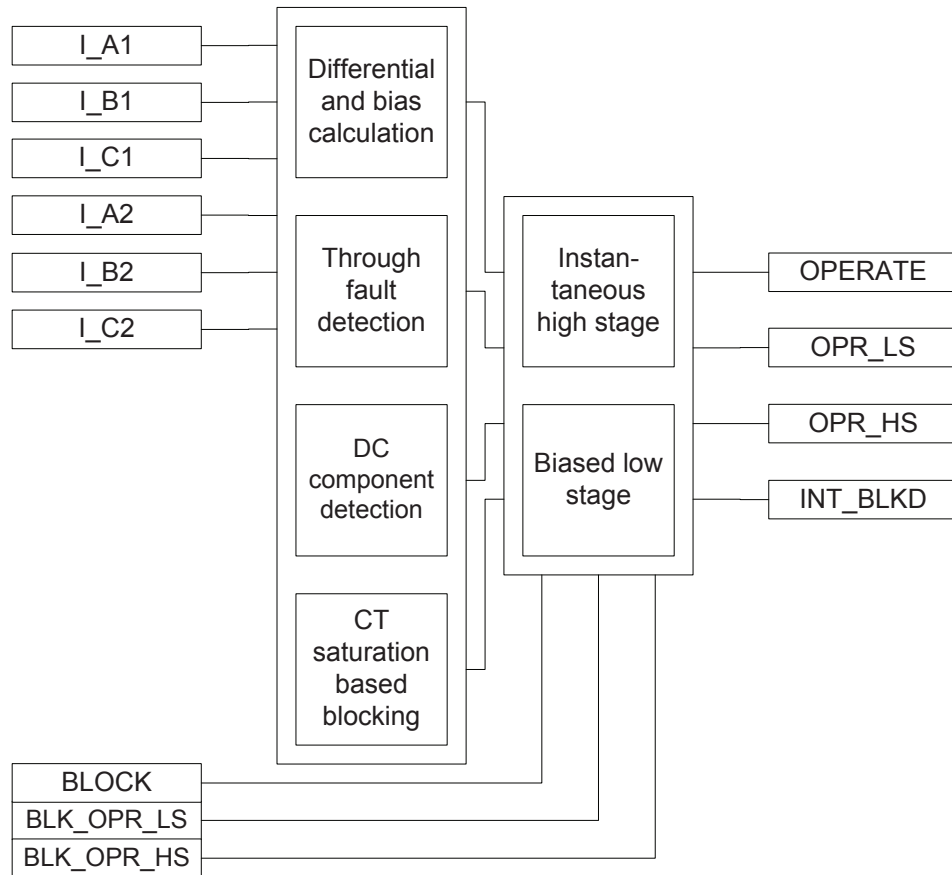 I_A1
I_B1
I_C1
I_A2
I_B2
I_C2
Differential
and bias
calculation
Through
fault
detection
DC
component
detection
CT
saturation
based
blocking
Instan-
taneous
high stage
Biased low
stage
OPERATE
OPR_LS
OPR_HS
INT_BLKD
BLOCK
BLK_OPR_LS
BLK_OPR_HS